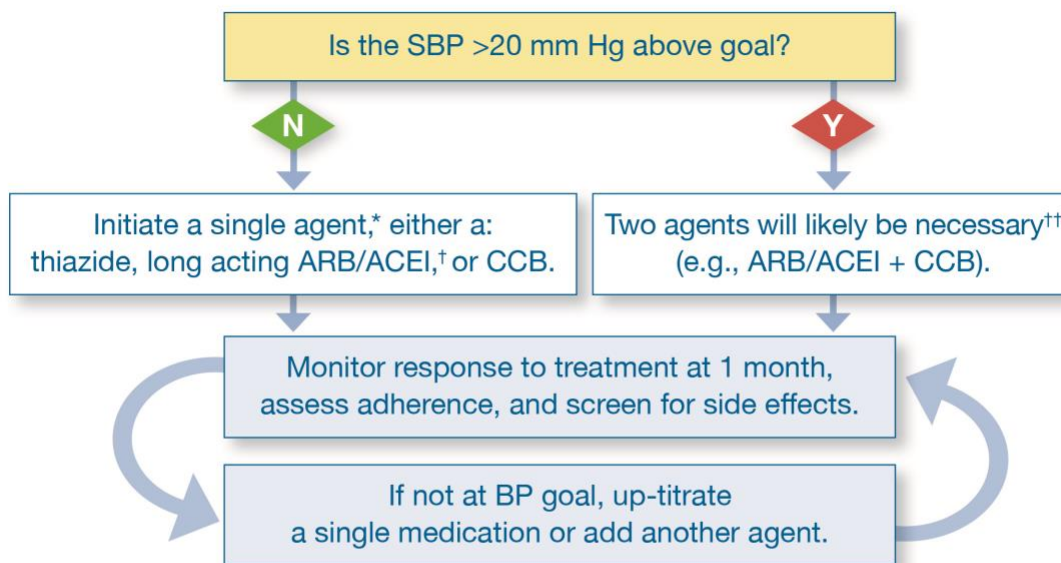 Is the SBP >20 mm Hg above goal?
N
Y
Initiate a single agent,* either a:
thiazide, long acting ARB/ACEI,† or CCB.
Two agents will likely be necessary††
(e.g., ARB/ACEI + CCB).
Monitor response to treatment at 1 month,
assess adherence, and screen for side effects.
If not at BP goal, up-titrate
a single medication or add another agent.